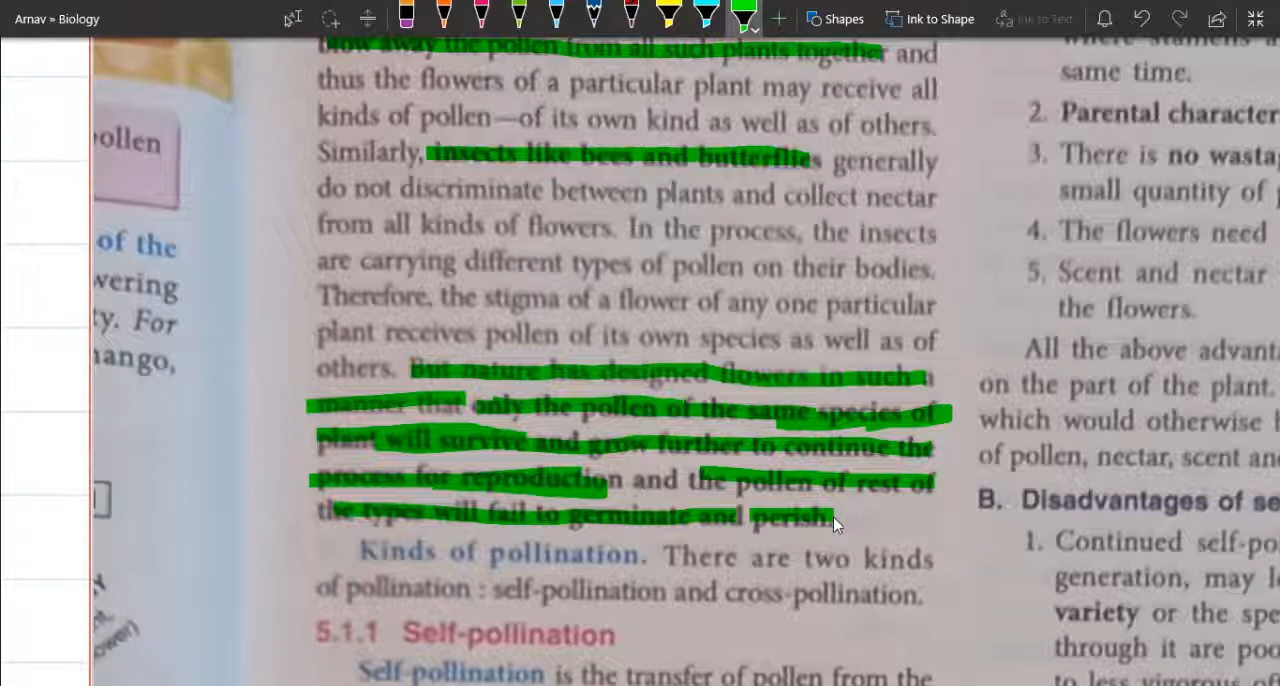 Arnav » Biology
Shapes
Ink to Shape
Ink to Text
blow away the pollen from all such plants together and
thus the flowers of a particular plant may receive all
kinds of pollen—of its own kind as well as of others.
Similarly, insects like bees and butterflies generally
do not discriminate between plants and collect nectar
from all kinds of flowers. In the process, the insects
are carrying different types of pollen on their bodies.
Therefore, the stigma of a flower of any one particular
plant receives pollen of its own species as well as of
others. But nature has designed flowers in such a
manner that only the pollen of the same species of
plant will survive and grow further to continue the
process for reproduction and the pollen of rest of
the types will fail to germinate and perish.
Kinds of pollination. There are two kinds
of pollination : self-pollination and cross-pollination.
5.1.1 Self-pollination
Self-pollination is the transfer of pollen from the
ollen
of the
wering
ty. For
ango,
ower)
where stamens a
same time.
2. Parental character
3. There is no wasta
small quantity of
4. The flowers need
5. Scent and nectar
the flowers.
All the above advanta
on the part of the plant.
which would otherwise
of pollen, nectar, scent an
B. Disadvantages of se
1. Continued self-po
generation, may le
variety or the spe
through it are poo
to less vigorous of